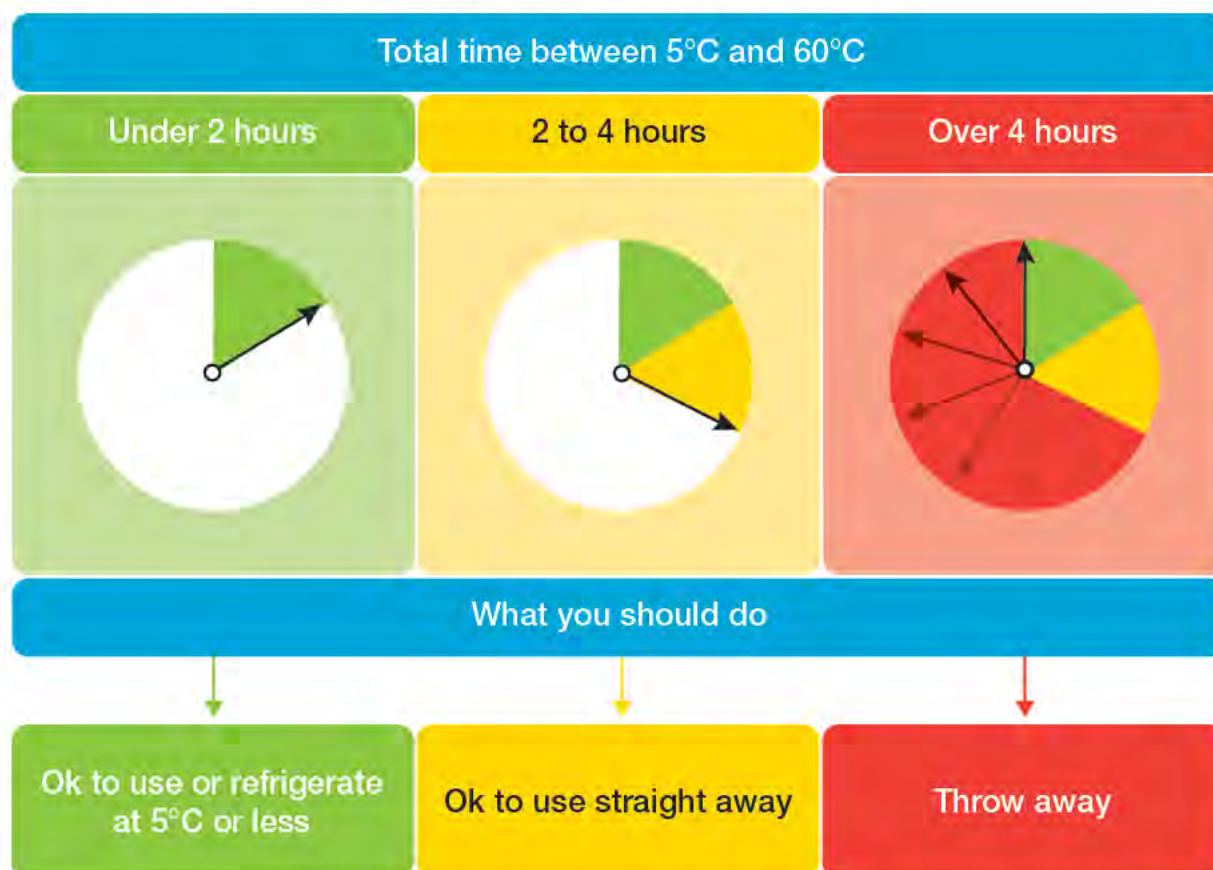 Total time between 5°C and 60°C
Under 2 hours
2 to 4 hours
Over 4 hours
What you should do
Ok to use or refrigerate
at 5°C or less
Ok to use straight away
Throw away